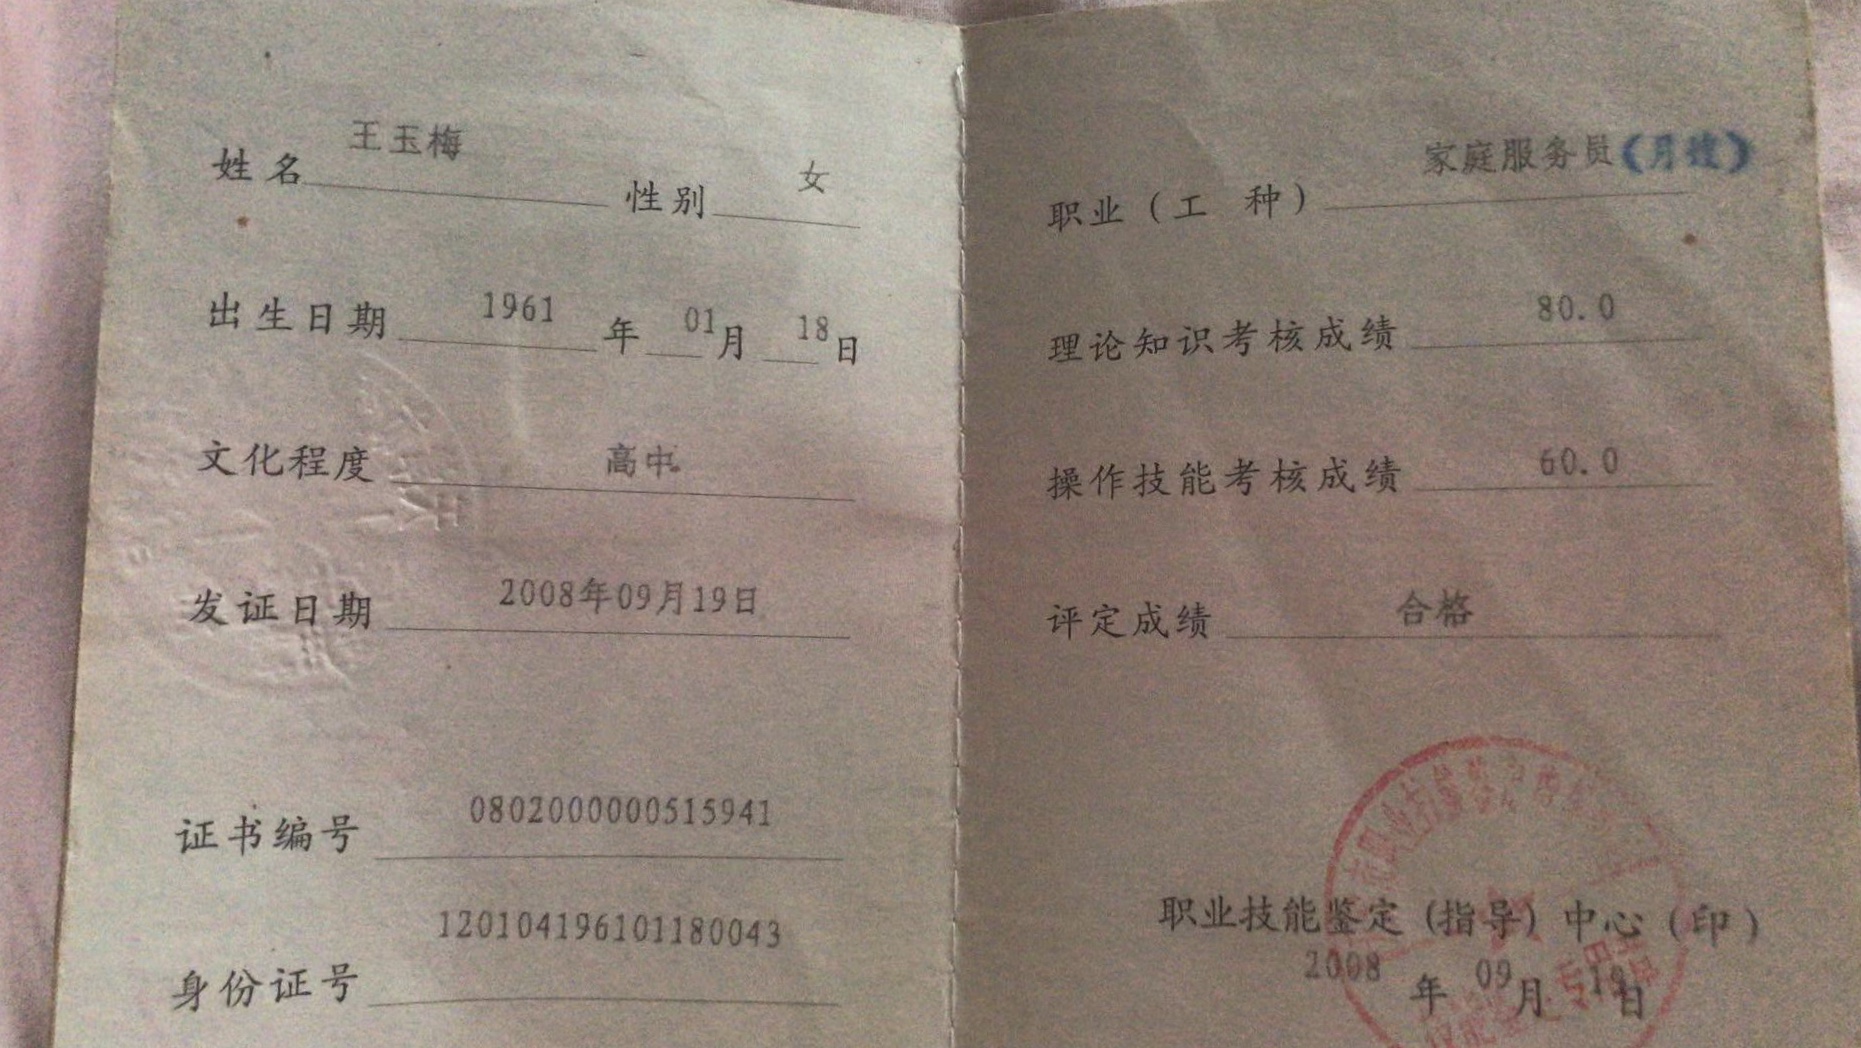 姓名 王玉梅 性别 女
出生日期 1961 年 01 月 18 日
文化程度 高中
发证日期 2008年09月19日
证书编号 0802000000515941
身份证号 120104196101180043
职业（工 种） 家庭服务员（月嫂）
理论知识考核成绩 80.0
操作技能考核成绩 60.0
评定成绩 合格
职业技能鉴定（指导）中心（印）
2008 年 09 月 19 日